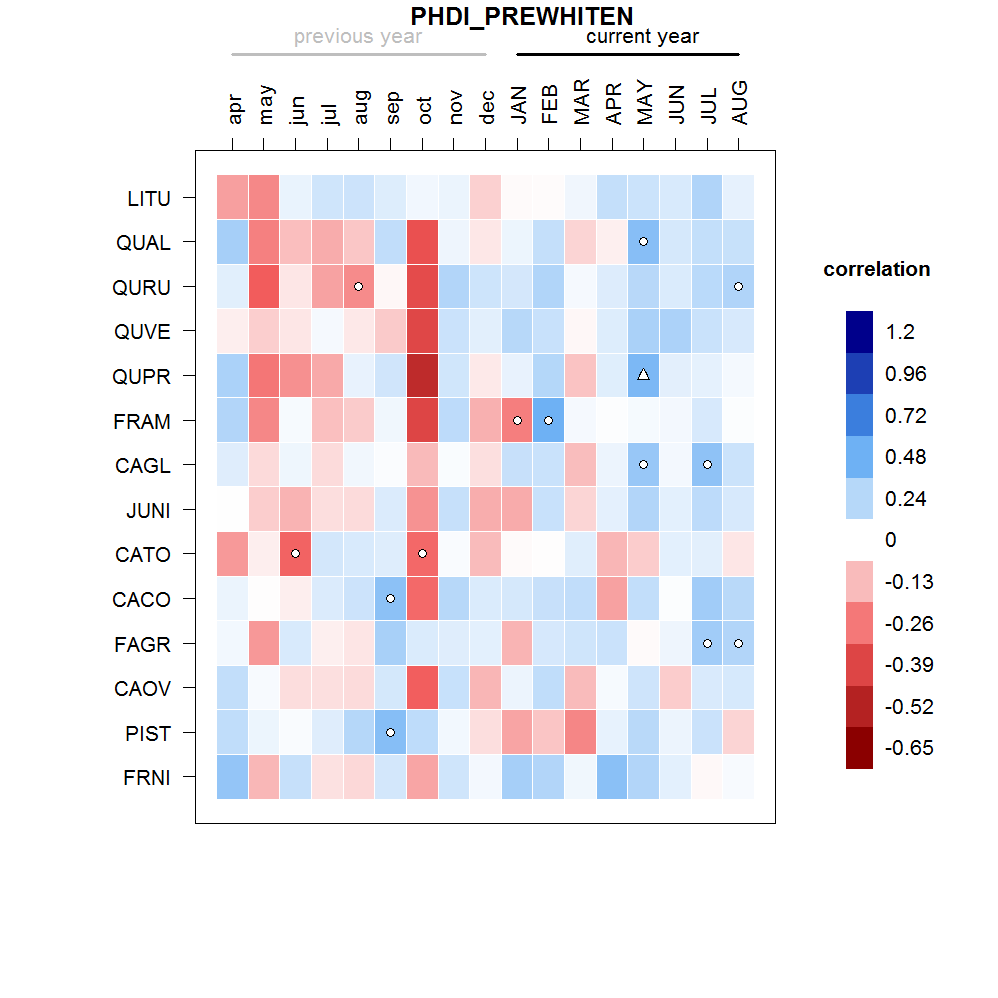 PHDI_PREWHITEN
previous year current year
apr may jun jul aug sep oct nov dec JAN FEB MAR APR MAY JUN JUL AUG
LITU
QUAL
QURU
QUVE
QUPR
FRAM
CAGL
JUNI
CATO
CACO
FAGR
CAOV
PIST
FRNI
correlation
1.2
0.96
0.72
0.48
0.24
0
-0.13
-0.26
-0.39
-0.52
-0.65